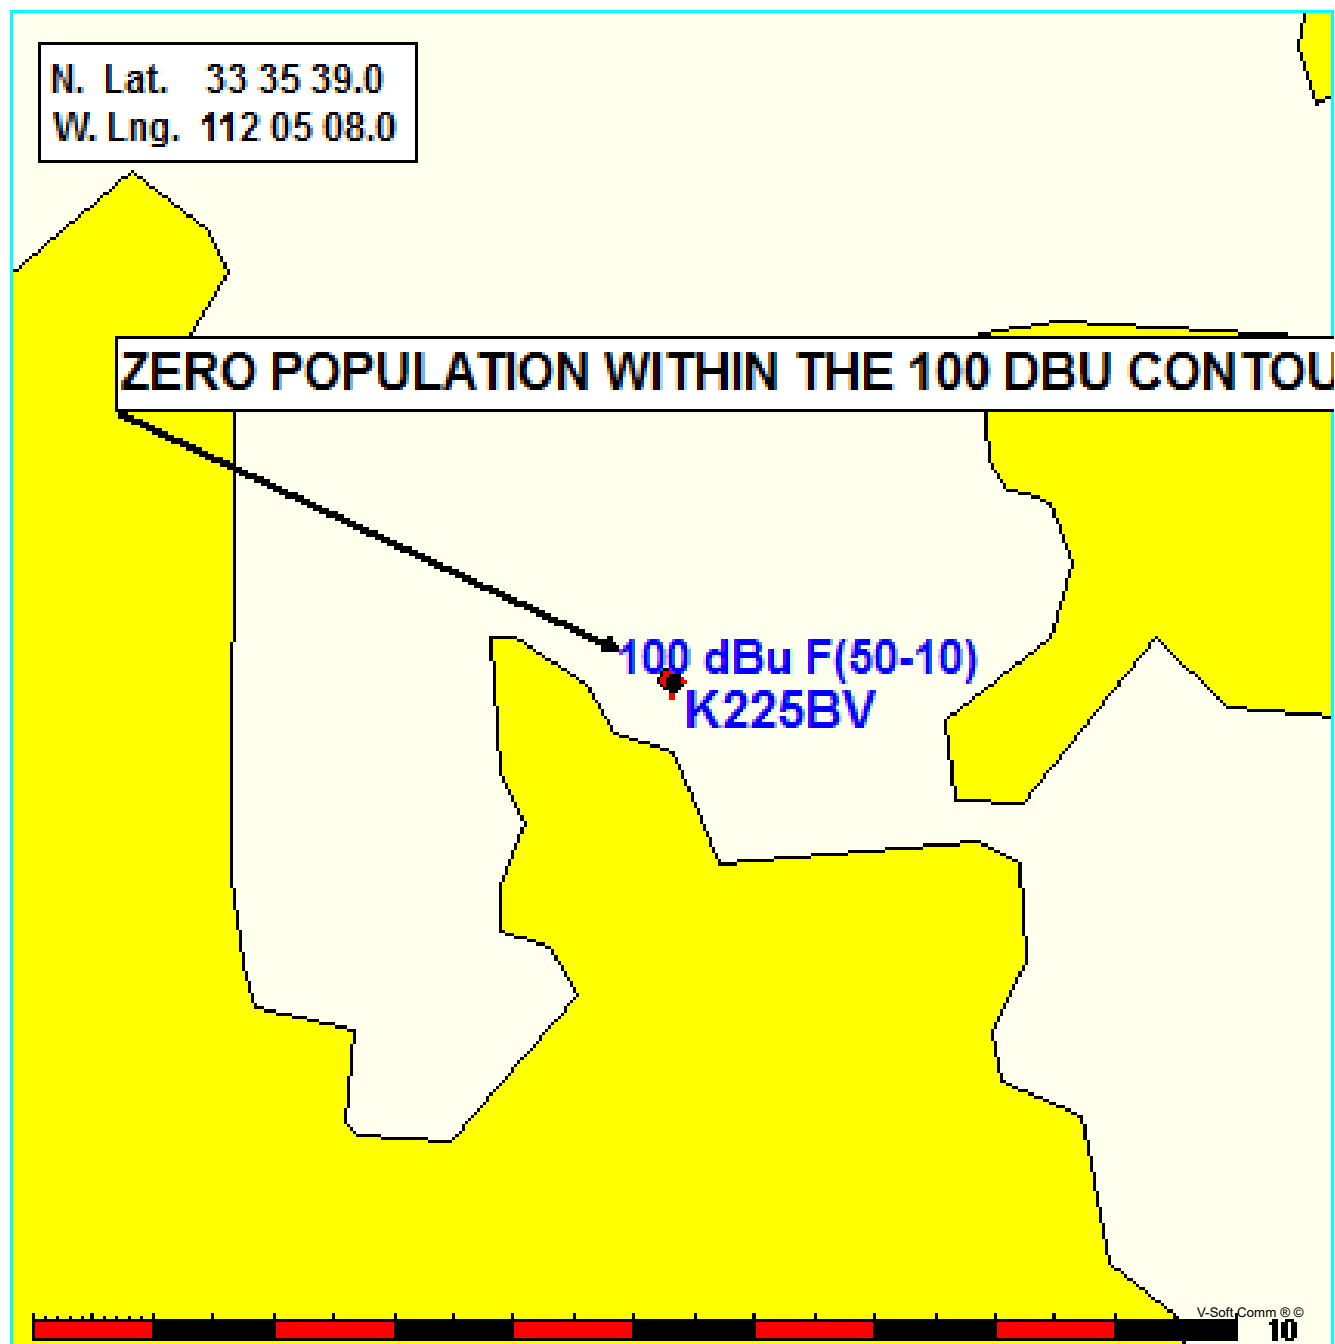 N. Lat. 33 35 39.0
W. Lng. 112 05 08.0
ZERO POPULATION WITHIN THE 100 DBU CONTOU
100 dBu F(50-10)
K225BV
V-Soft Comm ® ©
10